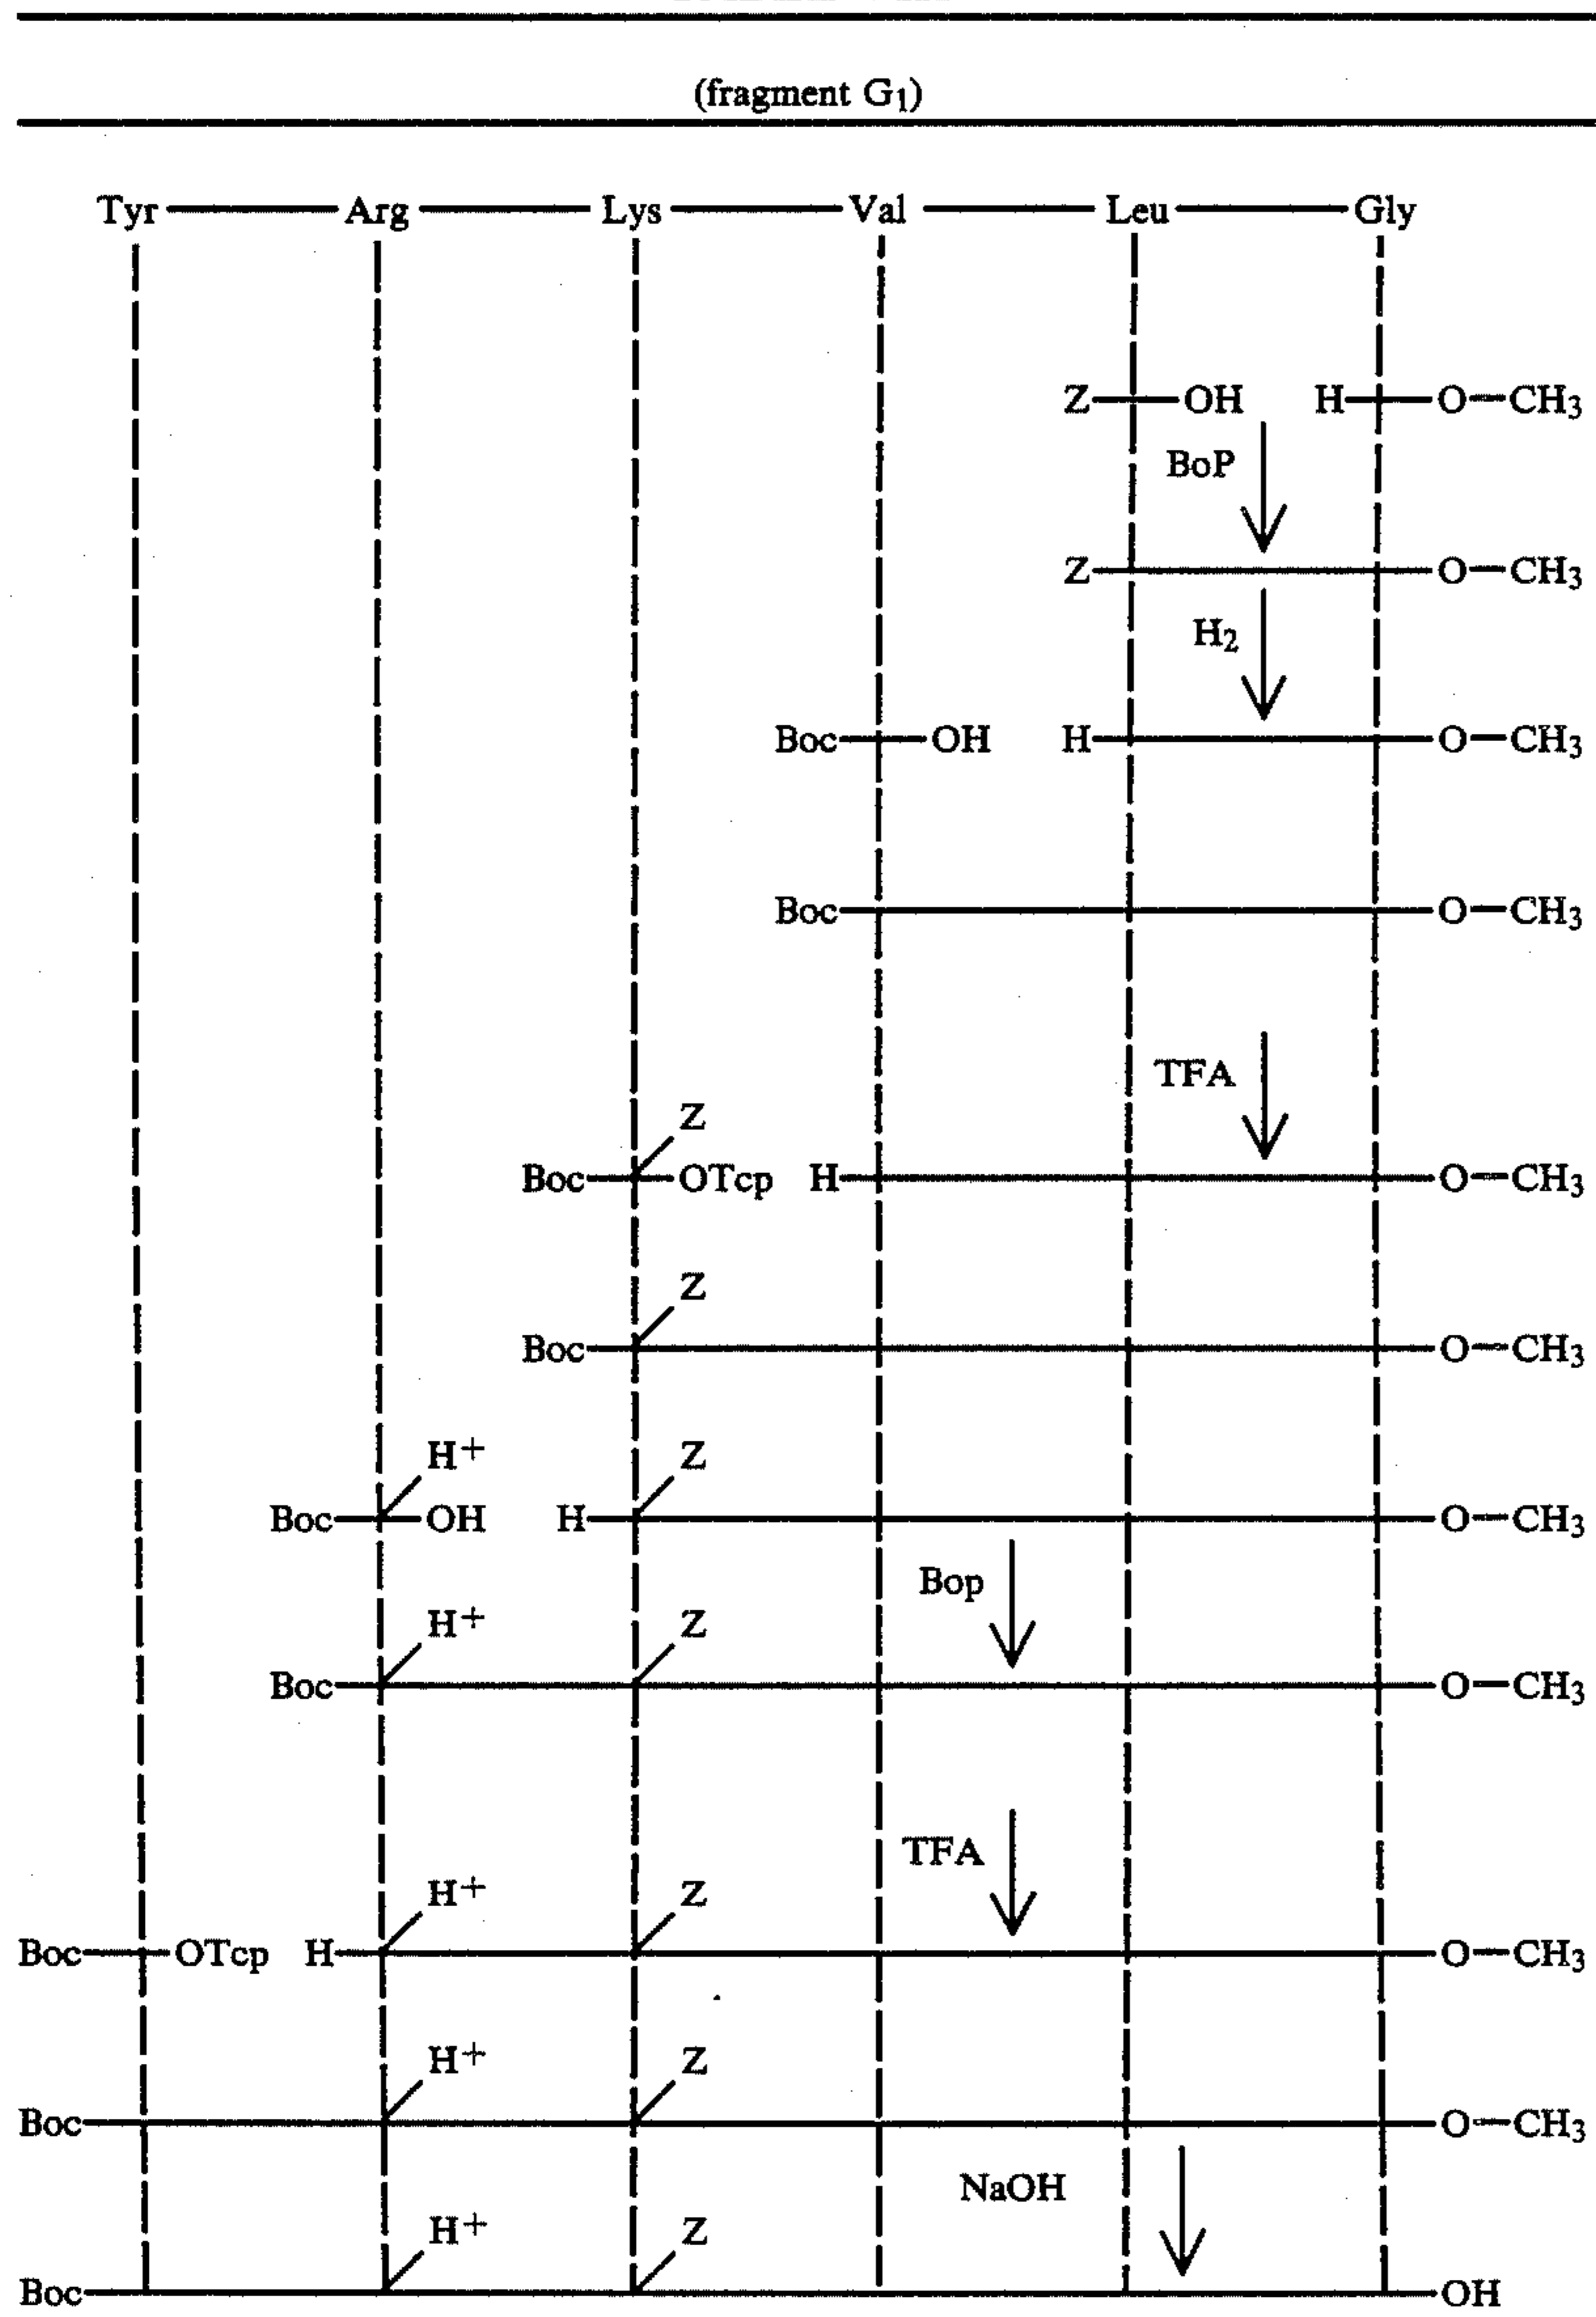 (fragment G₁)
Tyr Arg Lys Val Leu Gly
Z OH H O—CH₃
BoP
Z O—CH₃
H₂
Boc OH H O—CH₃
Boc O—CH₃
TFA
Z
Boc OTcp H O—CH₃
Z
Boc O—CH₃
H+ Z
Boc OH H O—CH₃
Bop
H+ Z
Boc O—CH₃
TFA
H+ Z
Boc OTcp H O—CH₃
H+ Z
Boc O—CH₃
NaOH
H+ Z
Boc OH